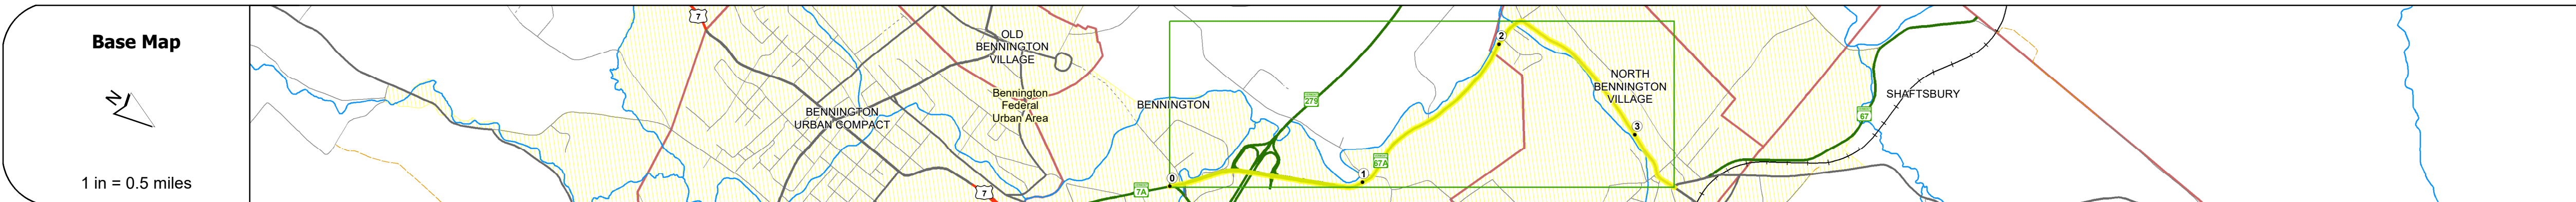 Base Map
N
1 in = 0.5 miles
7
OLD
BENNINGTON
VILLAGE
Bennington
Federal
Urban Area
BENNINGTON
URBAN COMPACT
7
BENNINGTON
7A
0
279
1
67A
2
NORTH
BENNINGTON
VILLAGE
3
67
SHAFTSBURY